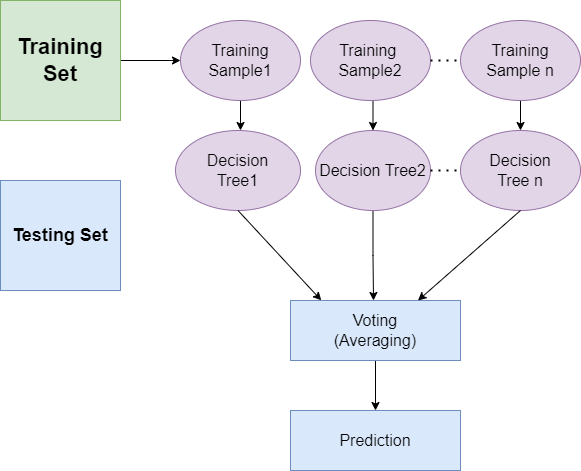 Training
Set
Training
Sample1
Training
Sample2
Training
Sample n
Decision
Tree1
Decision Tree2
Decision
Tree n
Testing Set
Voting
(Averaging)
Prediction